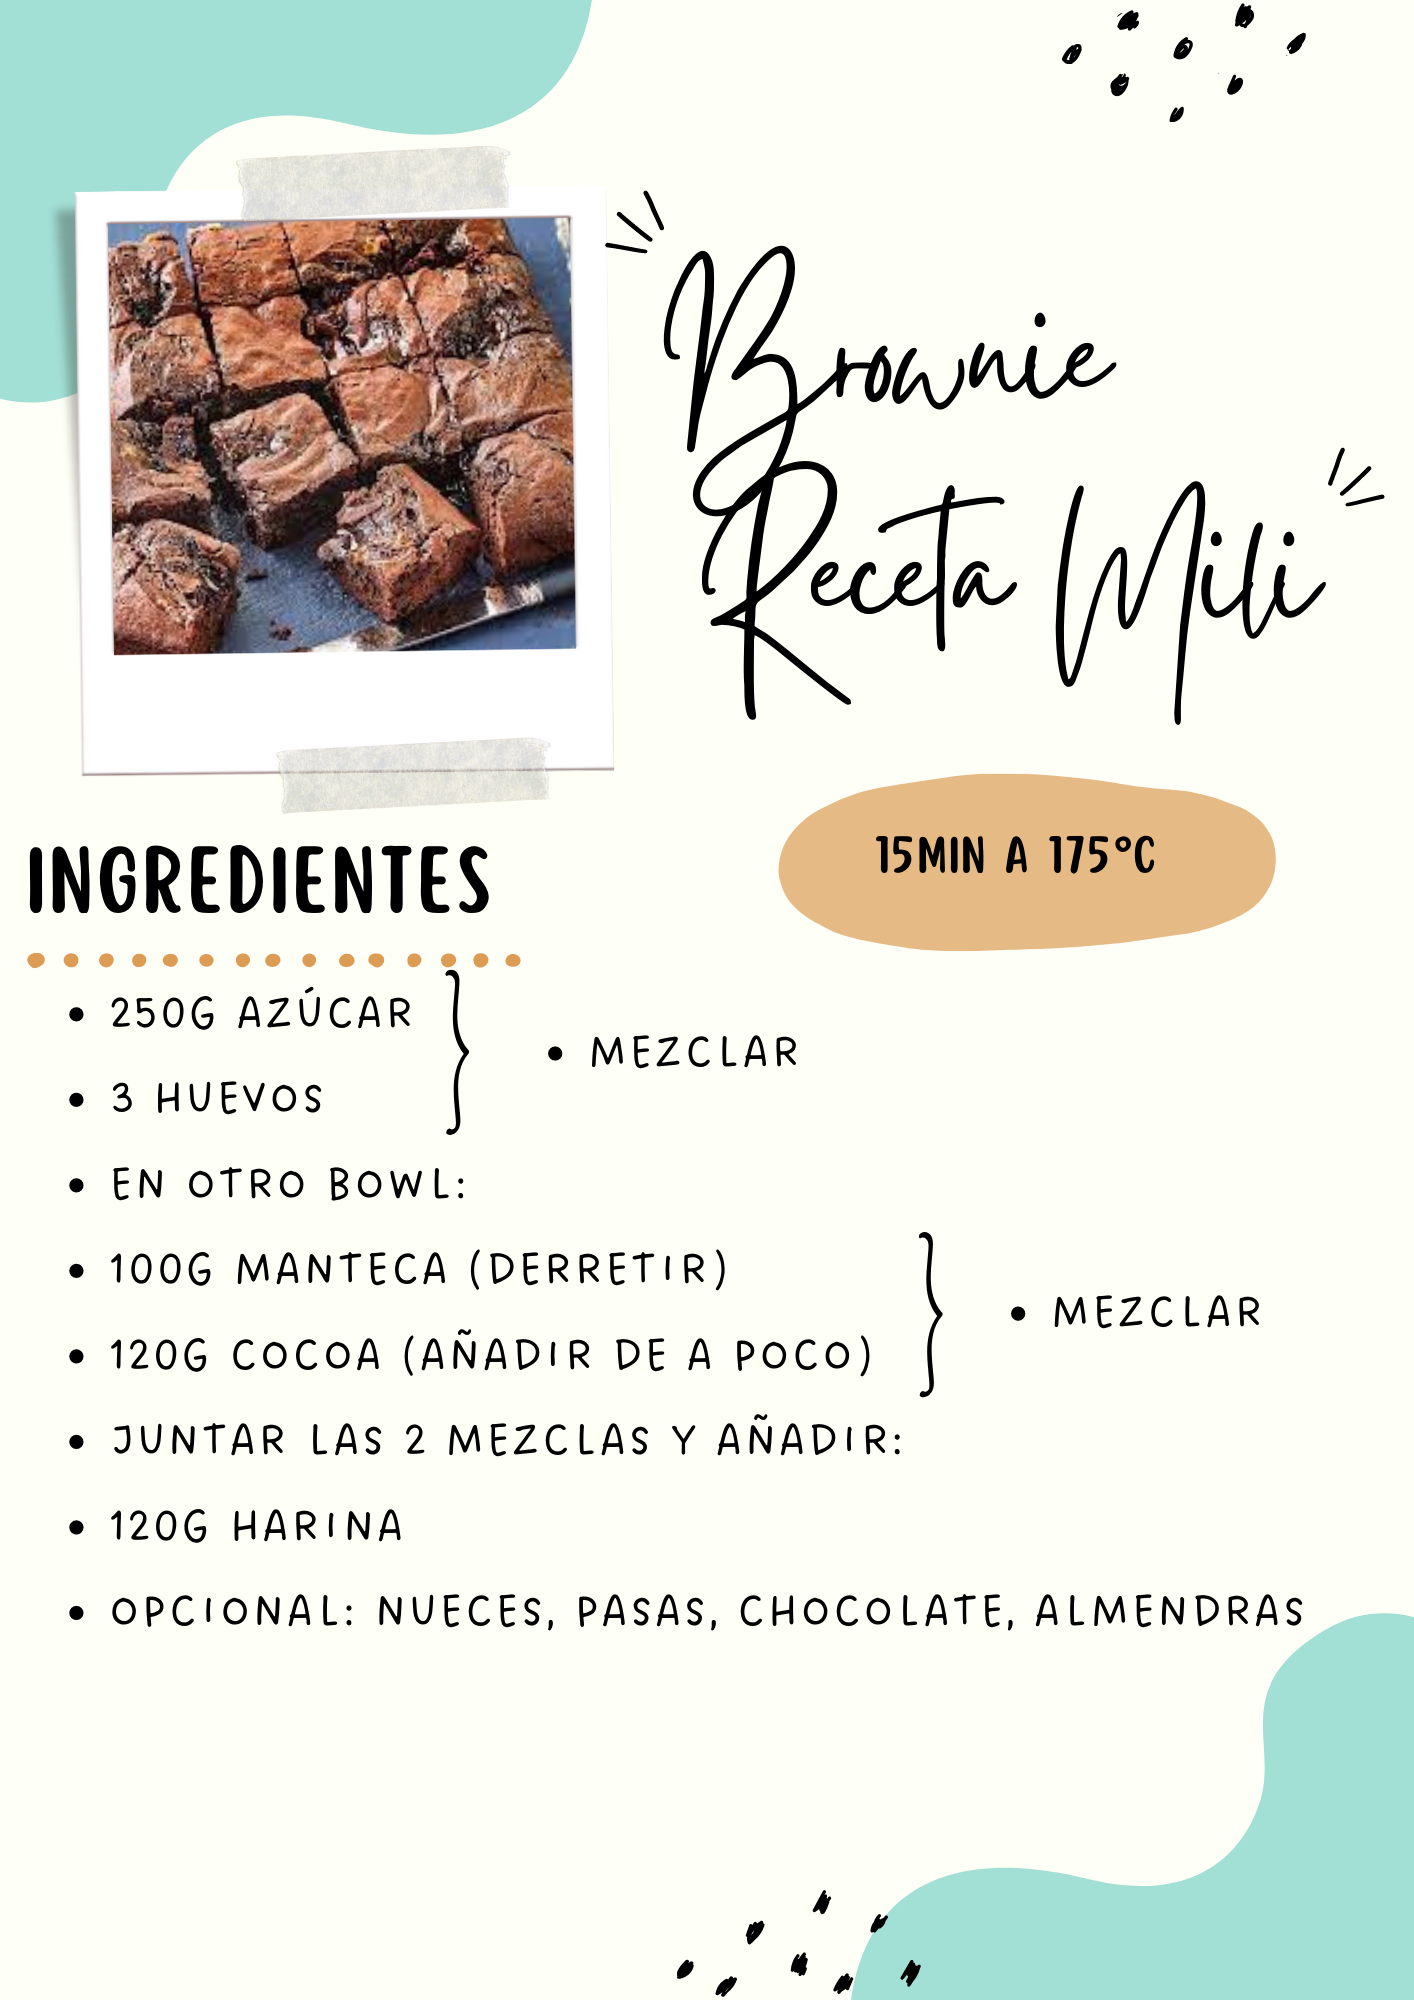 Brownie
Receta Mili
15MIN A 175°C
INGREDIENTES
• 250G AZÚCAR
• 3 HUEVOS
• MEZCLAR
• EN OTRO BOWL:
• 100G MANTECA (DERRETIR)
• 120G COCOA (AÑADIR DE A POCO)
• MEZCLAR
• JUNTAR LAS 2 MEZCLAS Y AÑADIR:
• 120G HARINA
• OPCIONAL: NUECES, PASAS, CHOCOLATE, ALMENDRAS